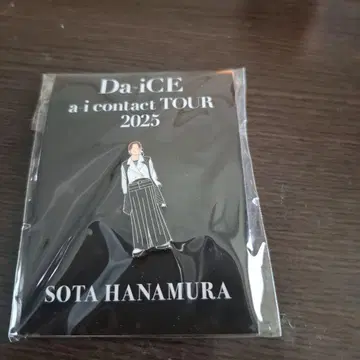 Da-iCE
a-i contact TOUR
2025
SOTA HANAMURA